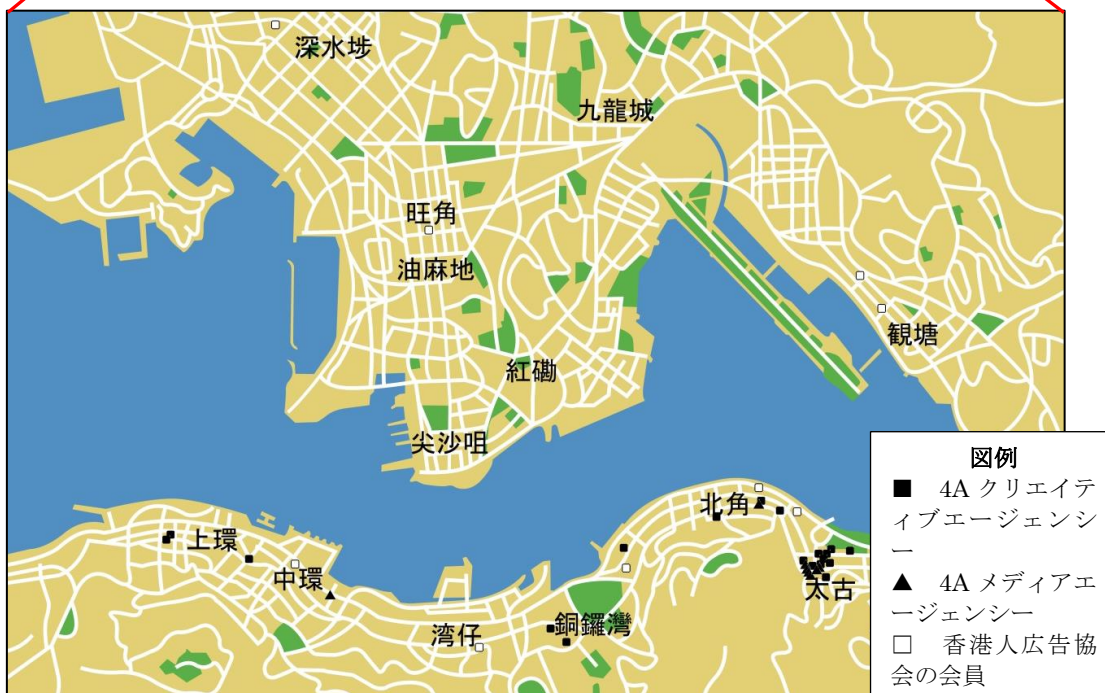 深水埗
九龍城
旺角
油麻地
観塘
紅磡
尖沙咀
図例
■ 4A クリエイテ
ィブエージェンシ
ー
▲ 4A メディアエ
ージェンシー
□ 香港人広告協
会の会員
北角
上環
中環
太古
湾仔
銅鑼灣